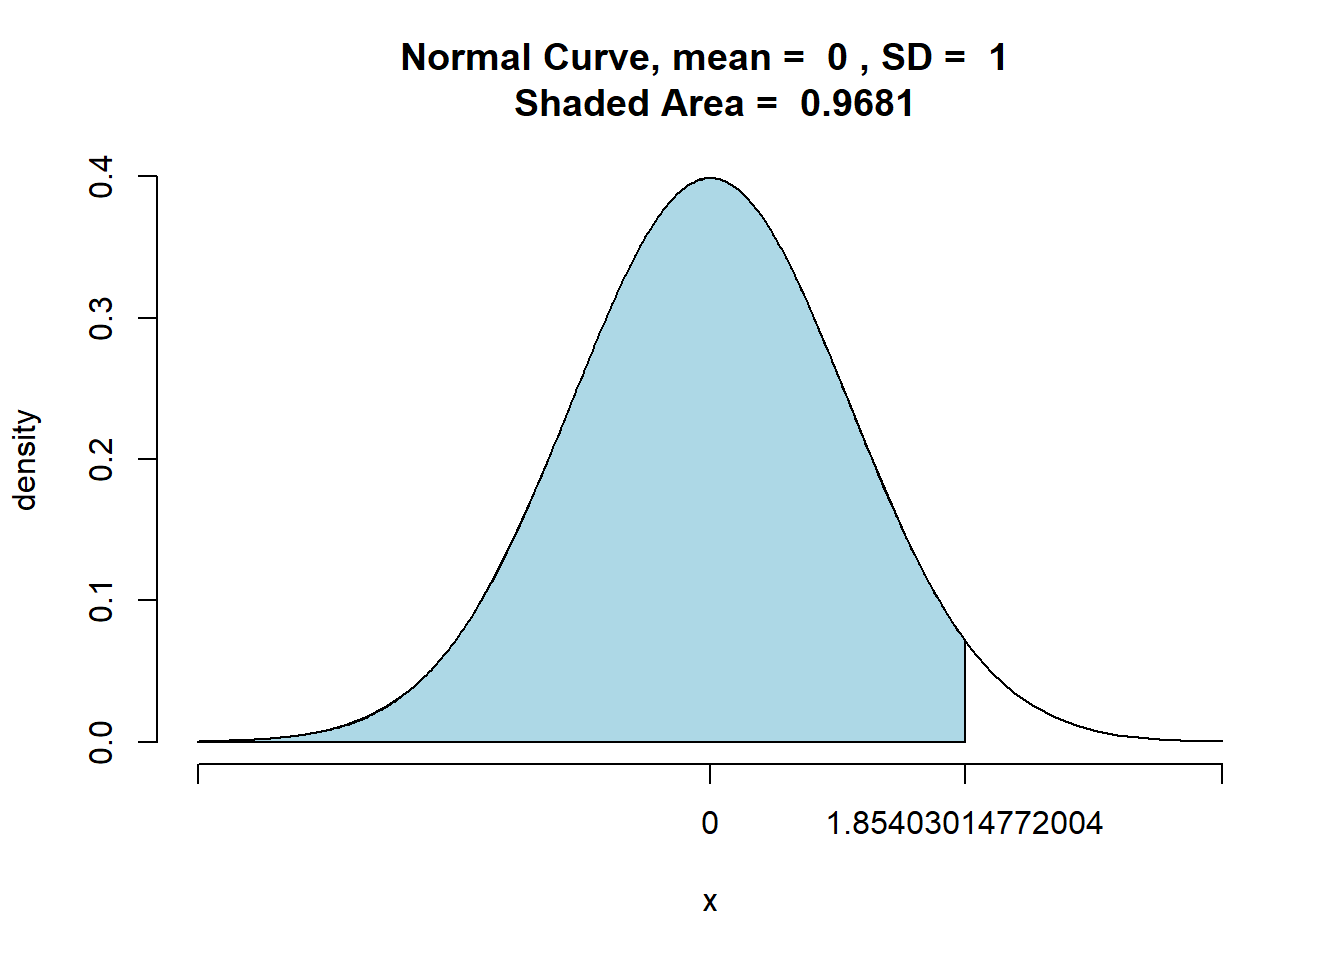 Normal Curve, mean =  0 , SD =  1
Shaded Area =  0.9681
0.4
0.3
0.2
0.1
0.0
density
0
1.85403014772004
x